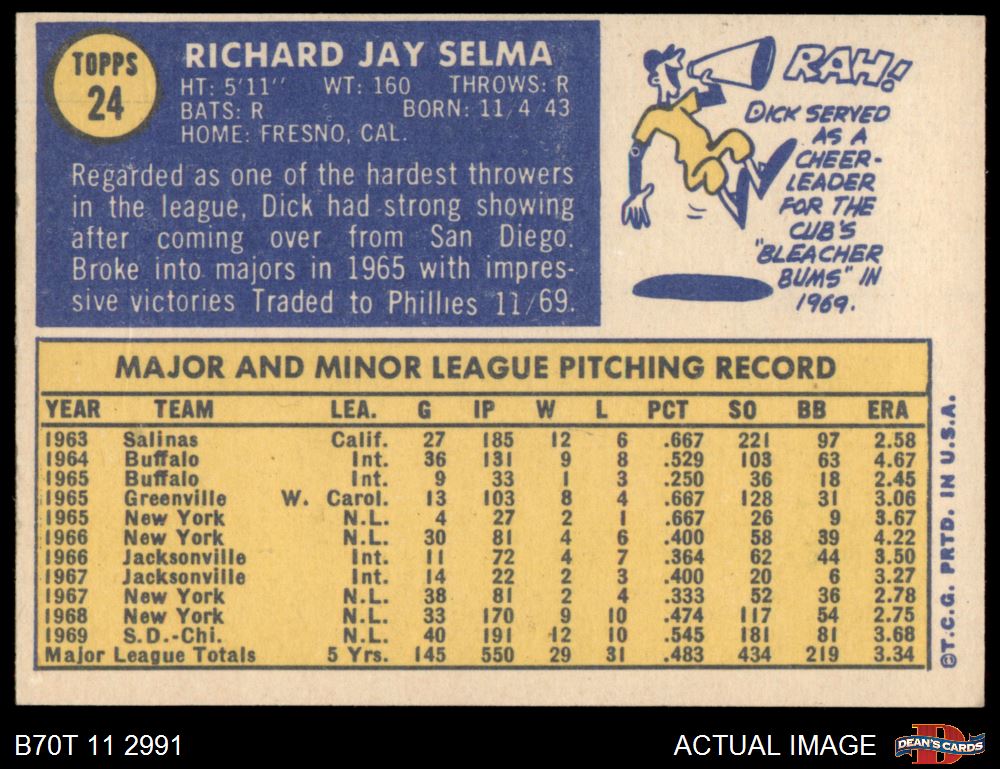 TOPPS
24
RICHARD JAY SELMA
HT: 5'11'' WT: 160 THROWS: R
BATS: R BORN: 11/4/43
HOME: FRESNO, CAL.
Regarded as one of the hardest throwers
in the league, Dick had strong showing
after coming over from San Diego.
Broke into majors in 1965 with impres-
sive victories Traded to Phillies 11/69.
RAH!
DICK SERVED
AS A
CHEER-
LEADER
FOR THE
CUB'S
"BLEACHER
BUMS" IN
1969.
MAJOR AND MINOR LEAGUE PITCHING RECORD
YEAR TEAM LEA. G IP W L PCT SO BB ERA
1963 Salinas Calif. 27 185 12 6 .667 221 97 2.58
1964 Buffalo Int. 36 131 9 8 .529 103 63 4.67
1965 Buffalo Int. 9 33 1 3 .250 36 18 2.45
1965 Greenville W. Carol. 13 103 8 4 .667 128 31 3.06
1965 New York N.L. 4 27 2 1 .667 26 9 3.67
1966 New York N.L. 30 81 4 6 .400 58 39 4.22
1966 Jacksonville Int. 11 72 4 7 .364 62 44 3.50
1967 Jacksonville Int. 14 22 2 3 .400 20 6 3.27
1967 New York N.L. 38 81 2 4 .333 52 36 2.78
1968 New York N.L. 33 170 9 10 .474 117 54 2.75
1969 S.D.-Chi. N.L. 40 191 12 10 .545 181 81 3.68
Major League Totals 5 Yrs. 145 550 29 31 .483 434 219 3.34
©T.C.G. PRTD. IN U.S.A.
B70T 11 2991
ACTUAL IMAGE
D
DEAN'S CARDS